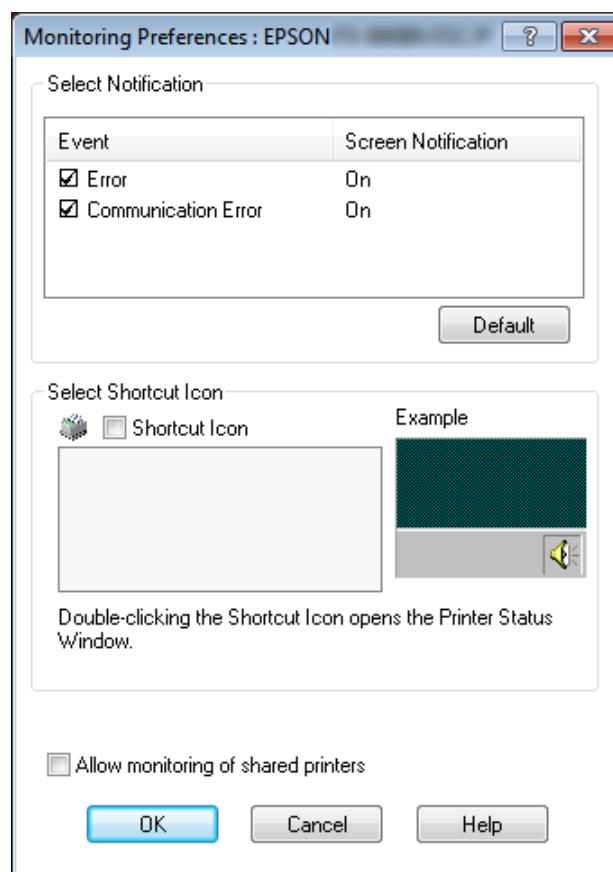 Monitoring Preferences : EPSON
Select Notification
Event Screen Notification
Error On
Communication Error On
Default
Select Shortcut Icon
Shortcut Icon
Example
Double-clicking the Shortcut Icon opens the Printer Status
Window.
Allow monitoring of shared printers
OK Cancel Help